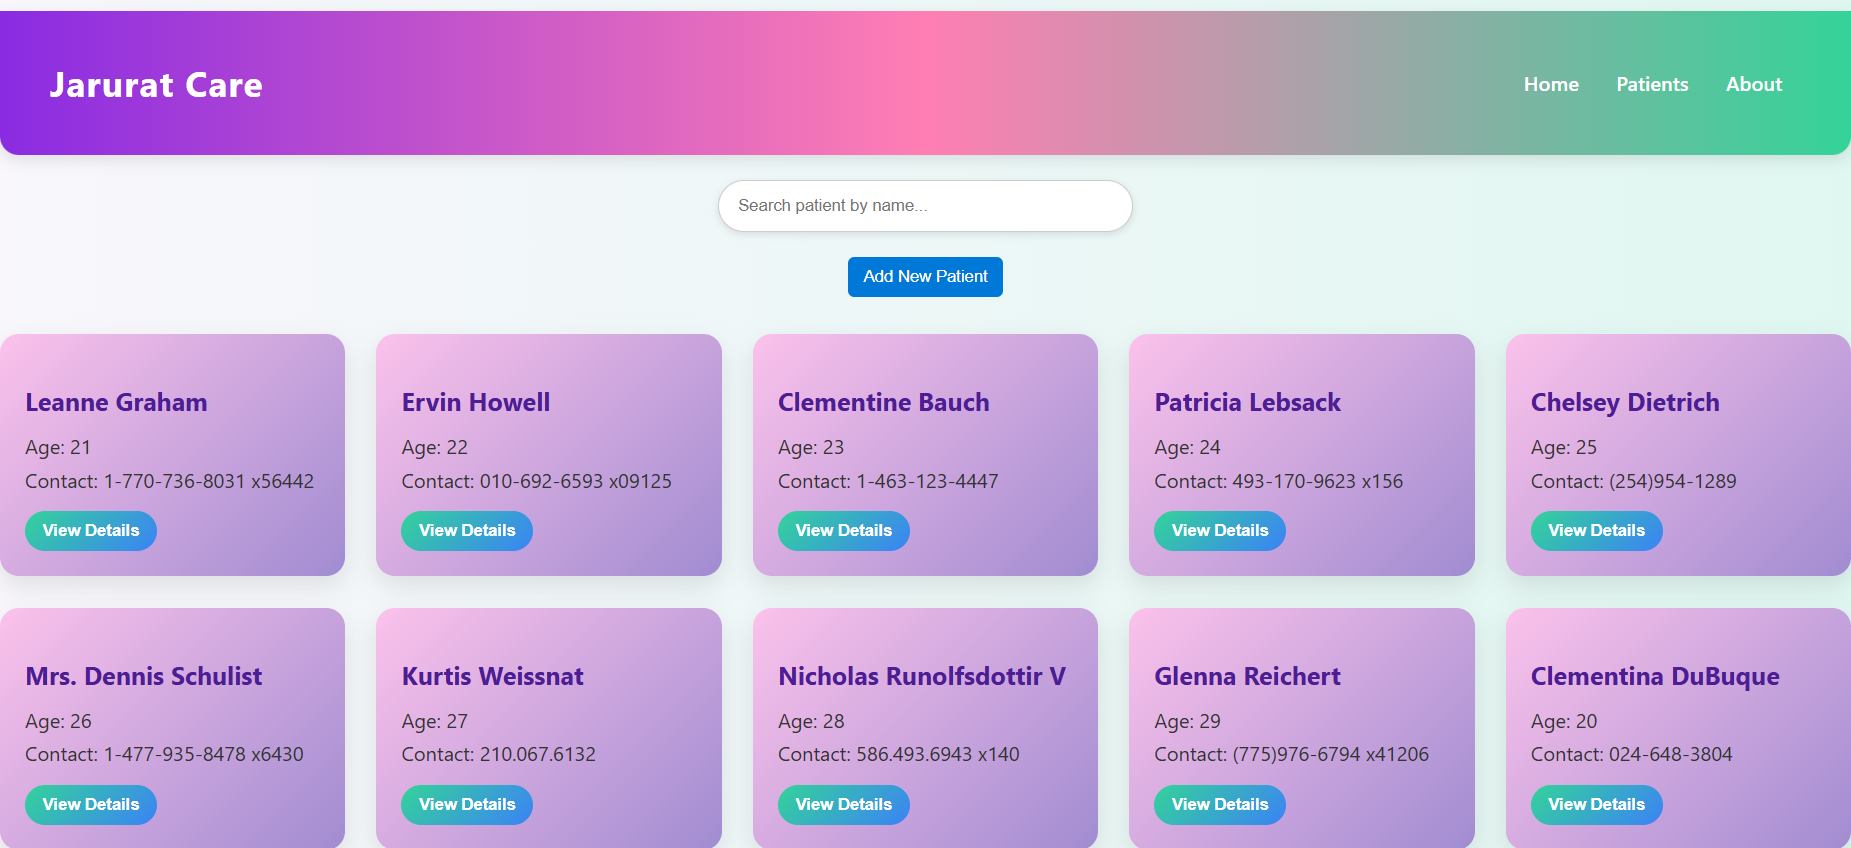 Jarurat Care
Home Patients About
Search patient by name...
Add New Patient
Leanne Graham
Age: 21
Contact: 1-770-736-8031 x56442
View Details
Ervin Howell
Age: 22
Contact: 010-692-6593 x09125
View Details
Clementine Bauch
Age: 23
Contact: 1-463-123-4447
View Details
Patricia Lebsack
Age: 24
Contact: 493-170-9623 x156
View Details
Chelsey Dietrich
Age: 25
Contact: (254)954-1289
View Details
Mrs. Dennis Schulist
Age: 26
Contact: 1-477-935-8478 x6430
View Details
Kurtis Weissnat
Age: 27
Contact: 210.067.6132
View Details
Nicholas Runolfsdottir V
Age: 28
Contact: 586.493.6943 x140
View Details
Glenna Reichert
Age: 29
Contact: (775)976-6794 x41206
View Details
Clementina DuBuque
Age: 20
Contact: 024-648-3804
View Details